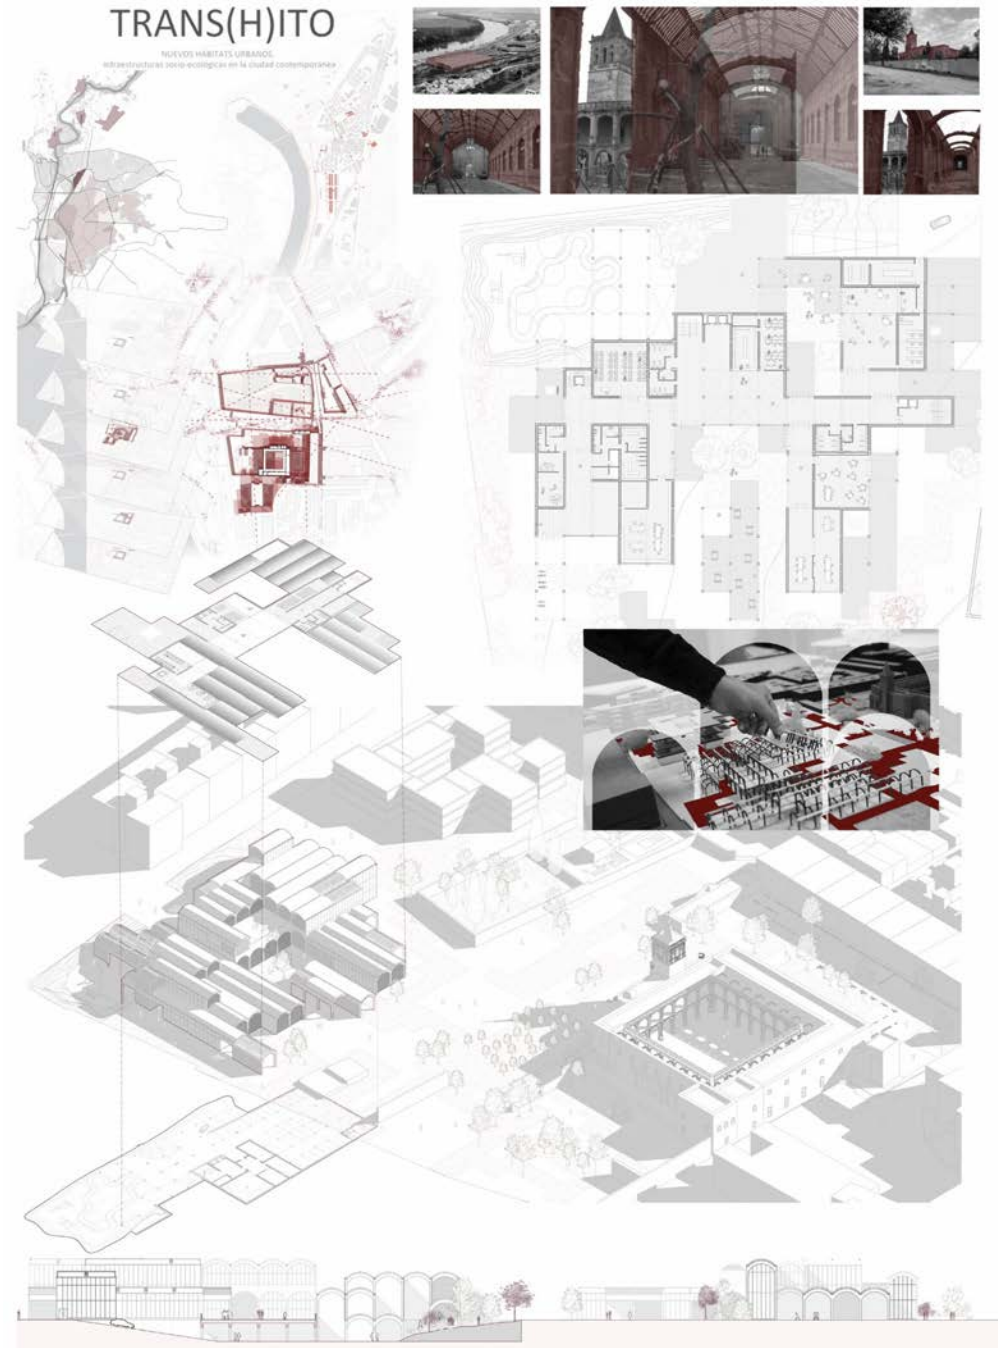 TRANS(H)ITO
NUEVOS HÁBITATS URBANOS.
Infraestructuras socio-ecológicas en la ciudad contemporánea